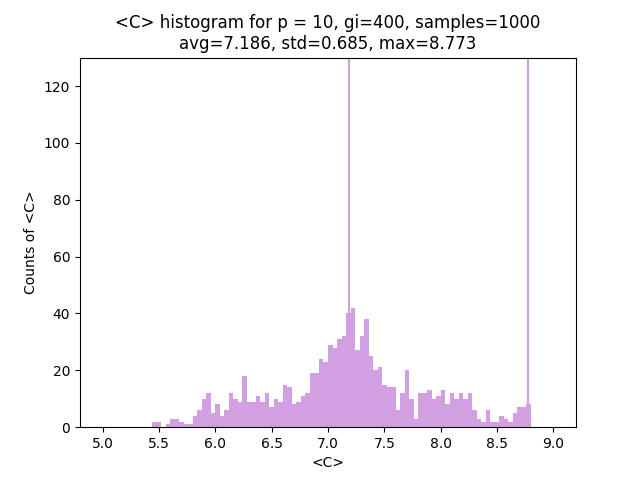 <C> histogram for p = 10, gi=400, samples=1000
avg=7.186, std=0.685, max=8.773
120
100
80
60
40
20
0
Counts of <C>
5.0 5.5 6.0 6.5 7.0 7.5 8.0 8.5 9.0
<C>